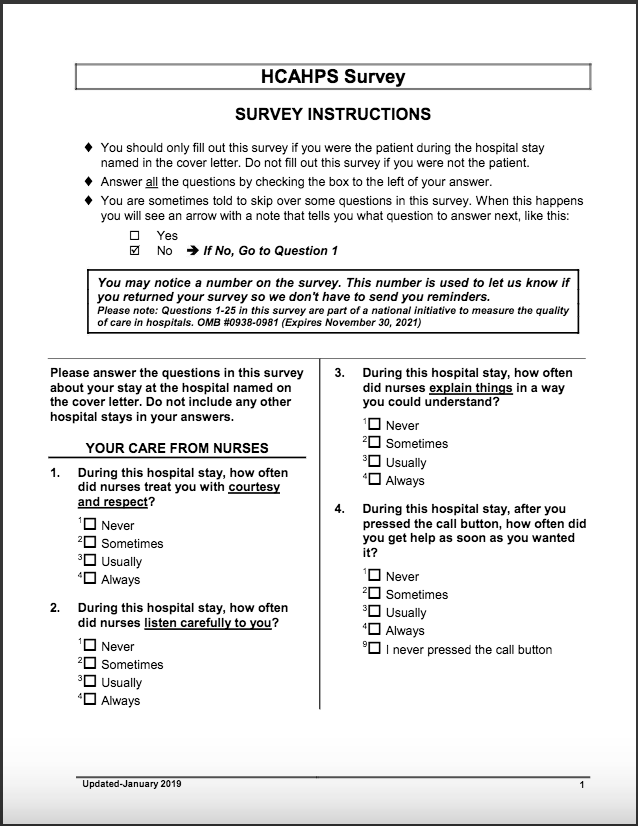 HCAHPS Survey
SURVEY INSTRUCTIONS
♦ You should only fill out this survey if you were the patient during the hospital stay
named in the cover letter. Do not fill out this survey if you were not the patient.
♦ Answer all the questions by checking the box to the left of your answer.
♦ You are sometimes told to skip over some questions in this survey. When this happens
you will see an arrow with a note that tells you what question to answer next, like this:
☐ Yes
☑ No ➔ If No, Go to Question 1
You may notice a number on the survey. This number is used to let us know if
you returned your survey so we don't have to send you reminders.
Please note: Questions 1-25 in this survey are part of a national initiative to measure the quality
of care in hospitals. OMB #0938-0981 (Expires November 30, 2021)
Please answer the questions in this survey
about your stay at the hospital named on
the cover letter. Do not include any other
hospital stays in your answers.
YOUR CARE FROM NURSES
1. During this hospital stay, how often
did nurses treat you with courtesy
and respect?
1☐ Never
2☐ Sometimes
3☐ Usually
4☐ Always
2. During this hospital stay, how often
did nurses listen carefully to you?
1☐ Never
2☐ Sometimes
3☐ Usually
4☐ Always
3. During this hospital stay, how often
did nurses explain things in a way
you could understand?
1☐ Never
2☐ Sometimes
3☐ Usually
4☐ Always
4. During this hospital stay, after you
pressed the call button, how often did
you get help as soon as you wanted
it?
1☐ Never
2☐ Sometimes
3☐ Usually
4☐ Always
9☐ I never pressed the call button
Updated-January 2019 1